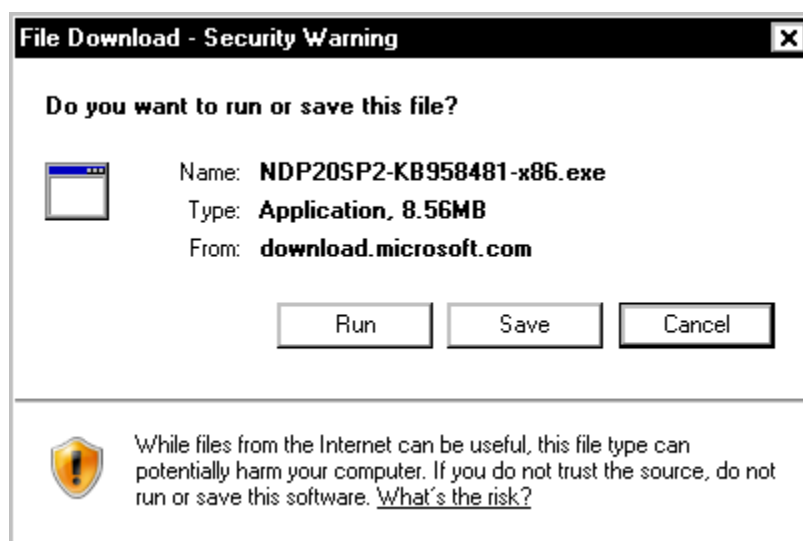 File Download - Security Warning
Do you want to run or save this file?
Name: NDP20SP2-KB958481-x86.exe
Type: Application, 8.56MB
From: download.microsoft.com
Run Save Cancel
While files from the Internet can be useful, this file type can
potentially harm your computer. If you do not trust the source, do not
run or save this software. What's the risk?